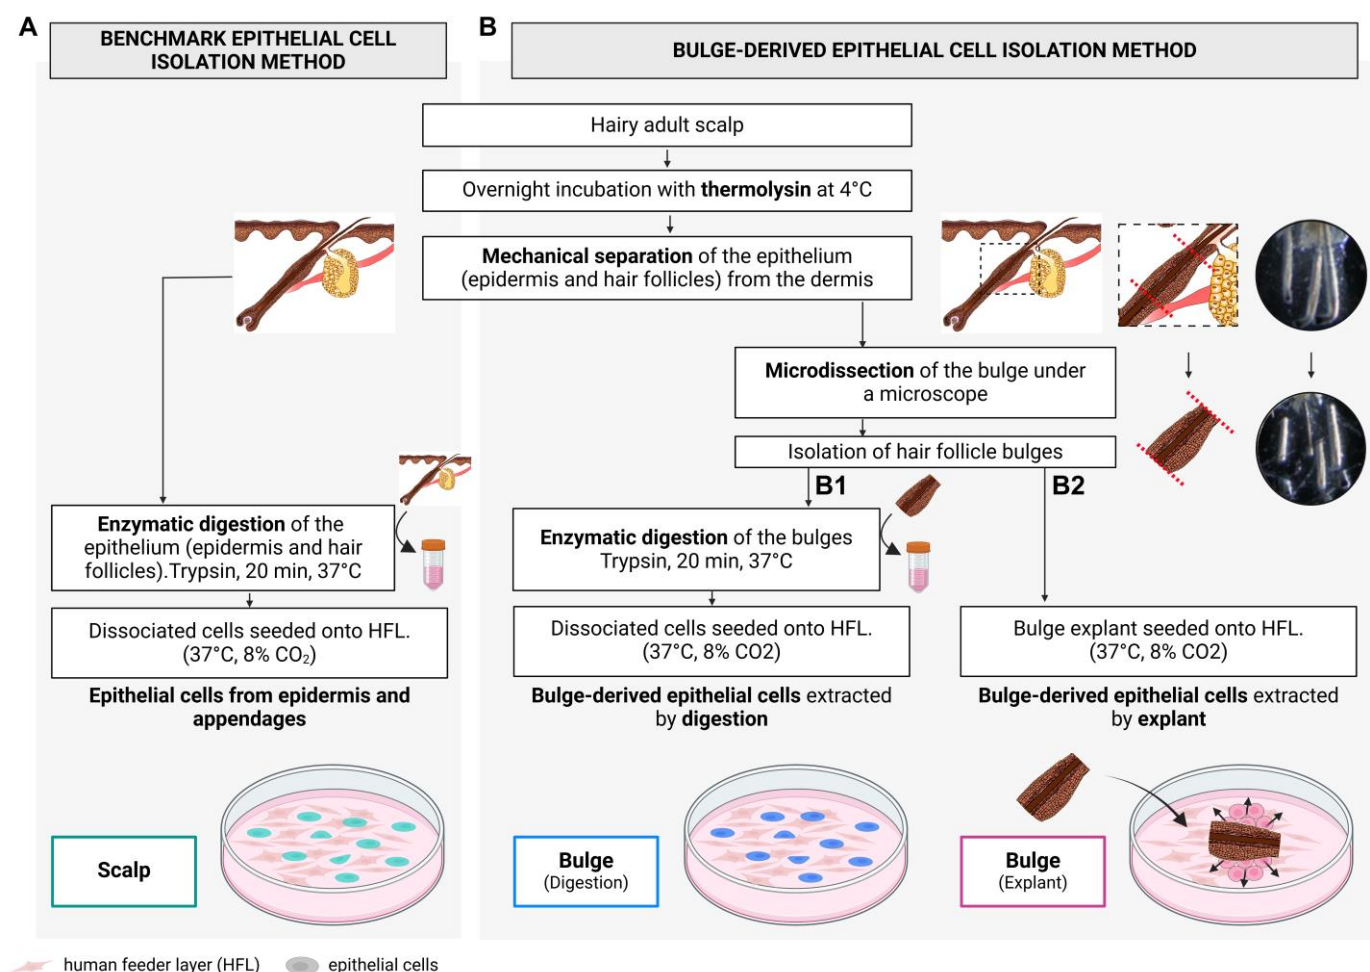 A
BENCHMARK EPITHELIAL CELL
ISOLATION METHOD
B
BULGE-DERIVED EPITHELIAL CELL ISOLATION METHOD
Hairy adult scalp
Overnight incubation with thermolysin at 4°C
Mechanical separation of the epithelium
(epidermis and hair follicles) from the dermis
Microdissection of the bulge under
a microscope
Isolation of hair follicle bulges
B1
B2
Enzymatic digestion of the
epithelium (epidermis and hair
follicles).Trypsin, 20 min, 37°C
Enzymatic digestion of the bulges
Trypsin, 20 min, 37°C
Dissociated cells seeded onto HFL.
(37°C, 8% CO₂)
Dissociated cells seeded onto HFL.
(37°C, 8% CO2)
Bulge explant seeded onto HFL.
(37°C, 8% CO2)
Epithelial cells from epidermis and
appendages
Bulge-derived epithelial cells extracted
by digestion
Bulge-derived epithelial cells extracted
by explant
Scalp
Bulge
(Digestion)
Bulge
(Explant)
human feeder layer (HFL)
epithelial cells